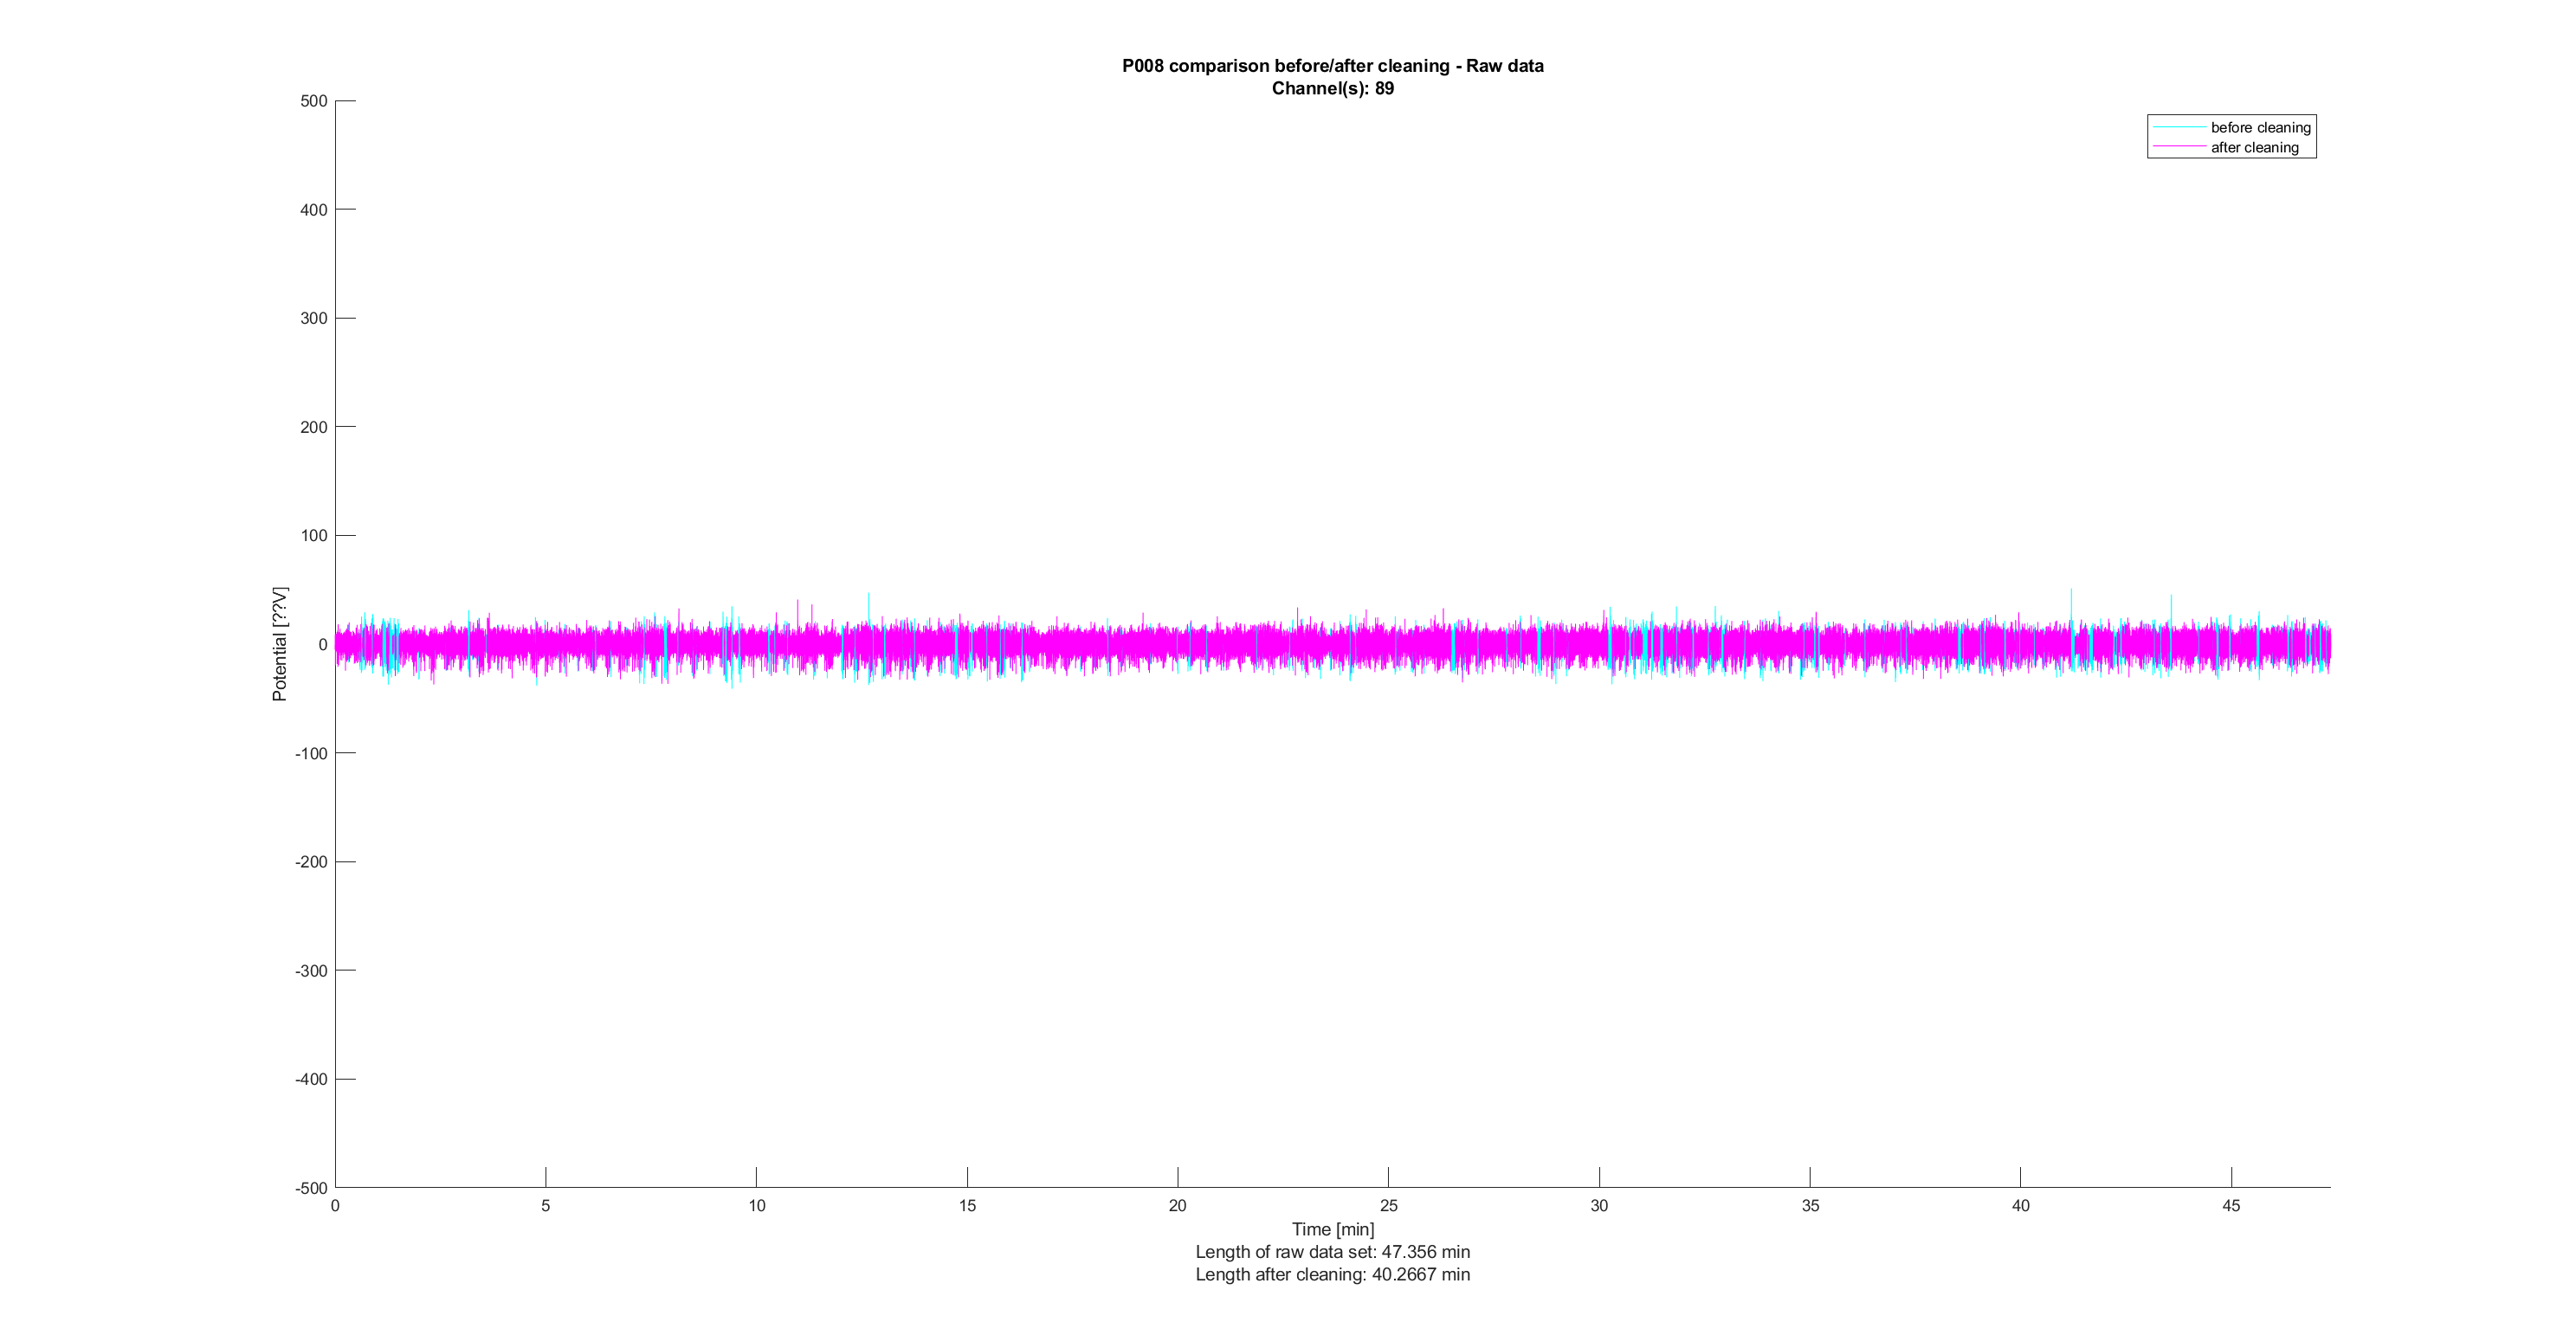 P008 comparison before/after cleaning - Raw data
Channel(s): 89
before cleaning
after cleaning
500
400
300
200
100
0
-100
-200
-300
-400
-500
Potential [??V]
0 5 10 15 20 25 30 35 40 45
Time [min]
Length of raw data set: 47.356 min
Length after cleaning: 40.2667 min